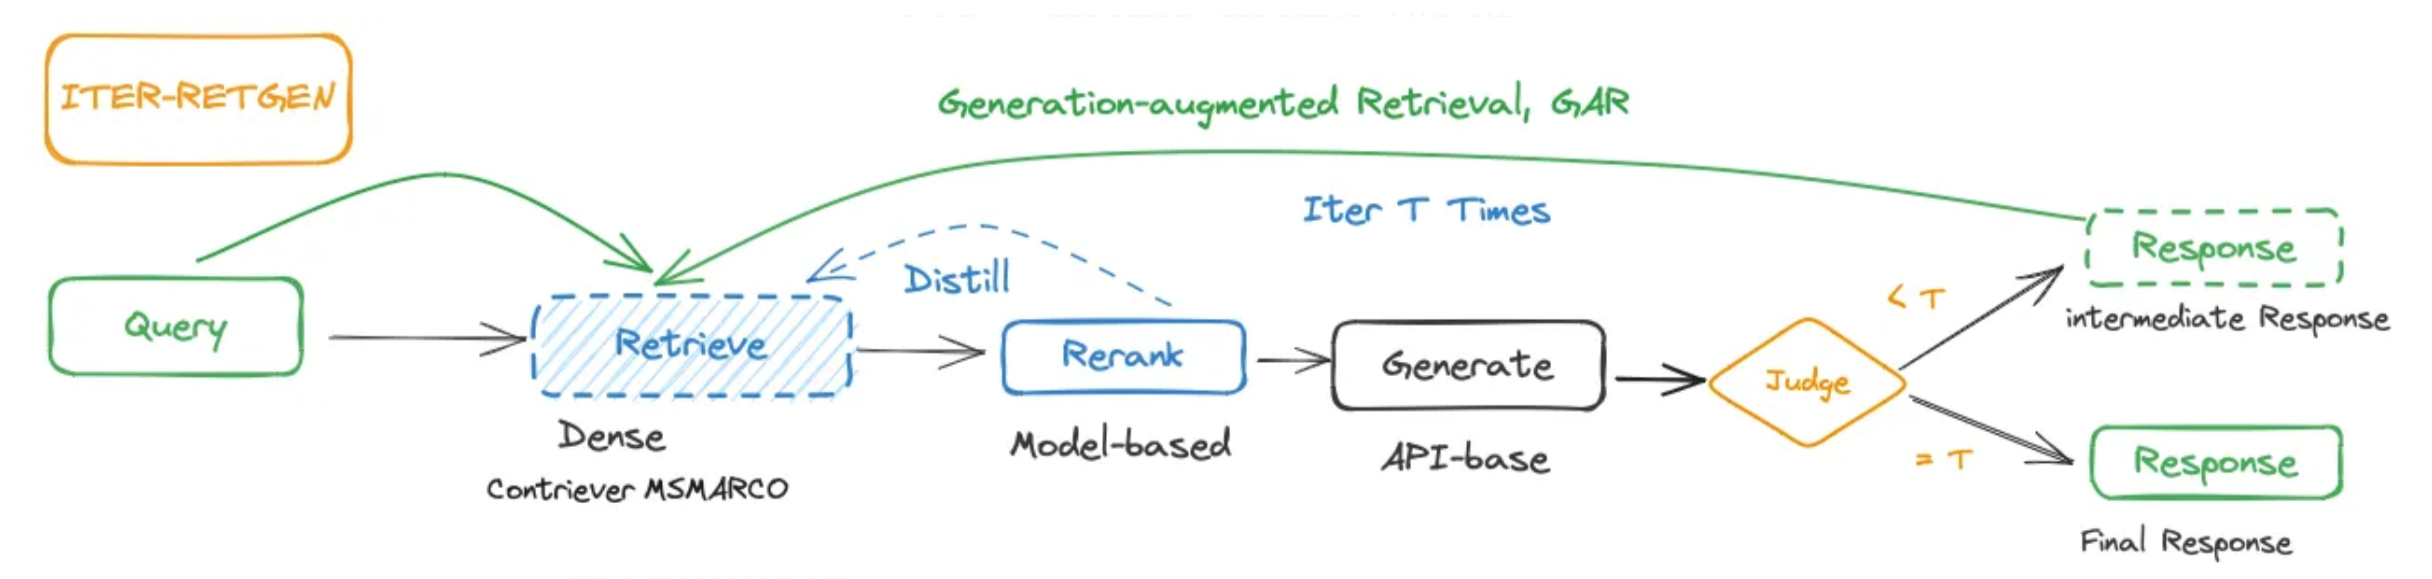 ITER-RETGEN
Generation-augmented Retrieval, GAR
Iter T Times
Distill
Query
Retrieve
Dense
Contriever MSMARCO
Rerank
Model-based
Generate
API-base
Judge
< T
= T
Response
intermediate Response
Response
Final Response